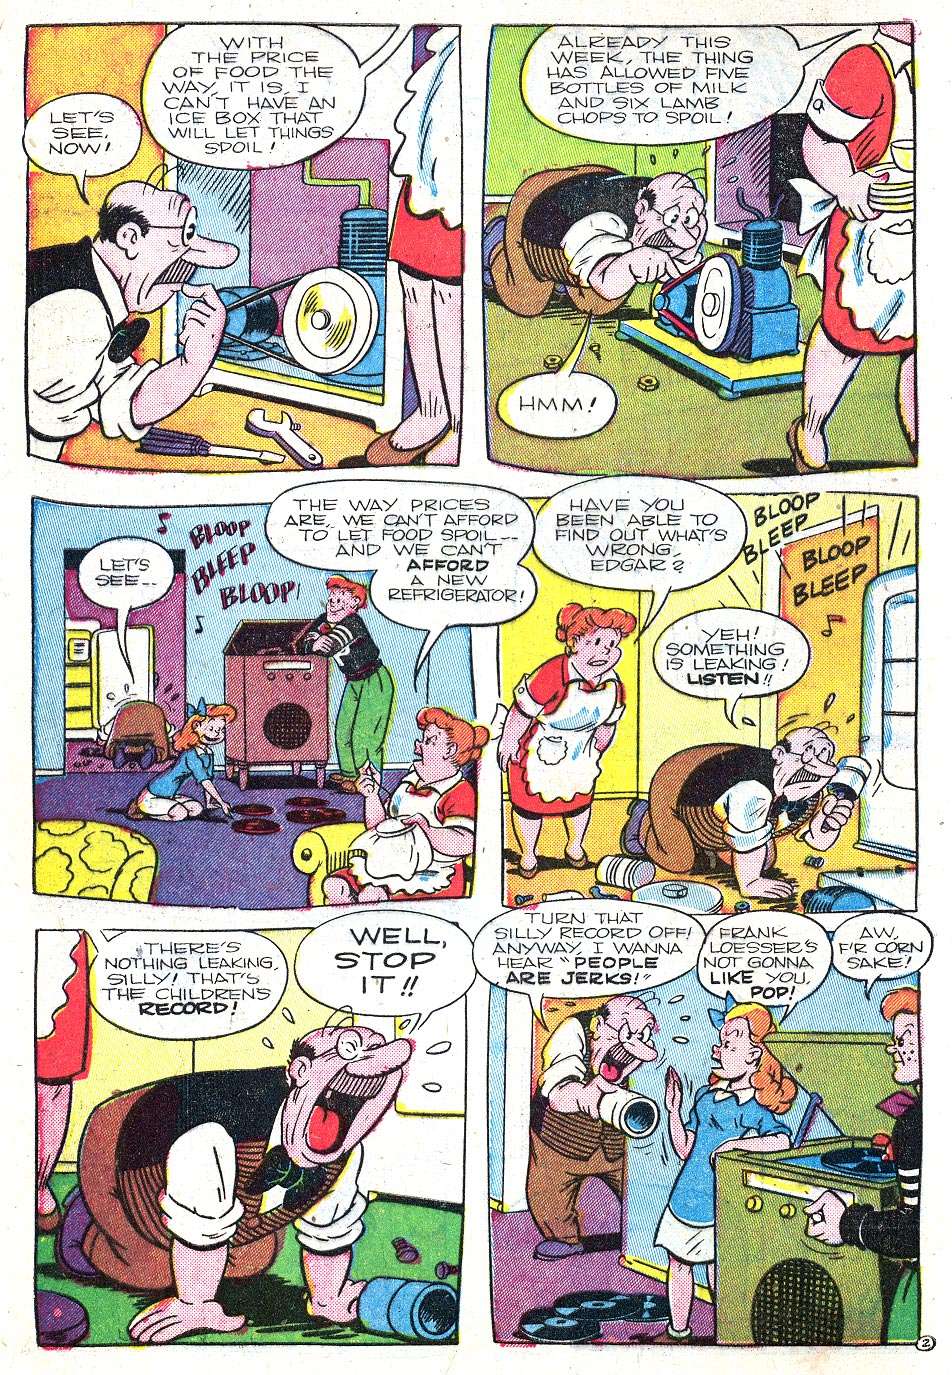 LET'S
SEE,
NOW!
WITH
THE PRICE
OF FOOD THE
WAY, IT IS, I
CAN'T HAVE AN
ICE BOX THAT
WILL LET THINGS
SPOIL!
ALREADY THIS
WEEK, THE THING
HAS ALLOWED FIVE
BOTTLES OF MILK
AND SIX LAMB
CHOPS TO SPOIL!
HMM!
LET'S
SEE--
BLOOP
BLEEP
BLOOP!
THE WAY PRICES
ARE, WE CAN'T AFFORD
TO LET FOOD SPOIL--
AND WE CAN'T
AFFORD
A NEW
REFRIGERATOR!
HAVE YOU
BEEN ABLE TO
FIND OUT WHAT'S
WRONG,
EDGAR?
YEH!
SOMETHING
IS LEAKING!
LISTEN!!
BLOOP
BLEEP
BLOOP
BLEEP
THERE'S
NOTHING LEAKING,
SILLY! THAT'S
THE CHILDREN'S
RECORD!
WELL,
STOP
IT!!
TURN THAT
SILLY RECORD OFF!
ANYWAY, I WANNA
HEAR "PEOPLE
ARE JERKS!"
FRANK
LOESSER'S
NOT GONNA
LIKE YOU,
POP!
AW,
F'R CORN
SAKE!
2